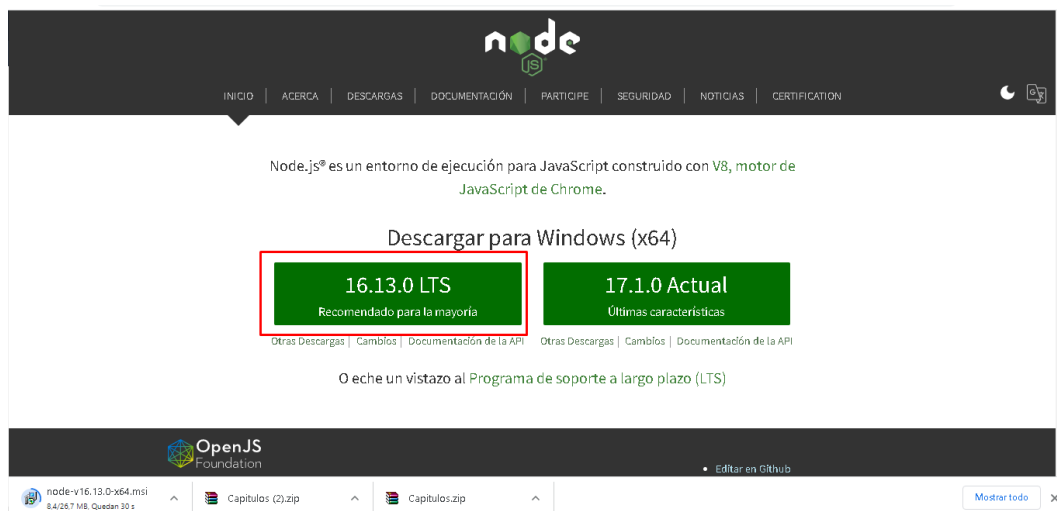 node
JS
INICIO | ACERCA | DESCARGAS | DOCUMENTACIÓN | PARTICIPE | SEGURIDAD | NOTICIAS | CERTIFICATION
Node.js® es un entorno de ejecución para JavaScript construido con V8, motor de
JavaScript de Chrome.
Descargar para Windows (x64)
16.13.0 LTS
Recomendado para la mayoría
17.1.0 Actual
Últimas características
Otras Descargas | Cambios | Documentación de la API
Otras Descargas | Cambios | Documentación de la API
O eche un vistazo al Programa de soporte a largo plazo (LTS)
OpenJS
Foundation
• Editar en Github
node-v16.13.0-x64.msi
8,4/26,7 MB, Quedan 30 s
Capitulos (2).zip
Capitulos.zip
Mostrar todo